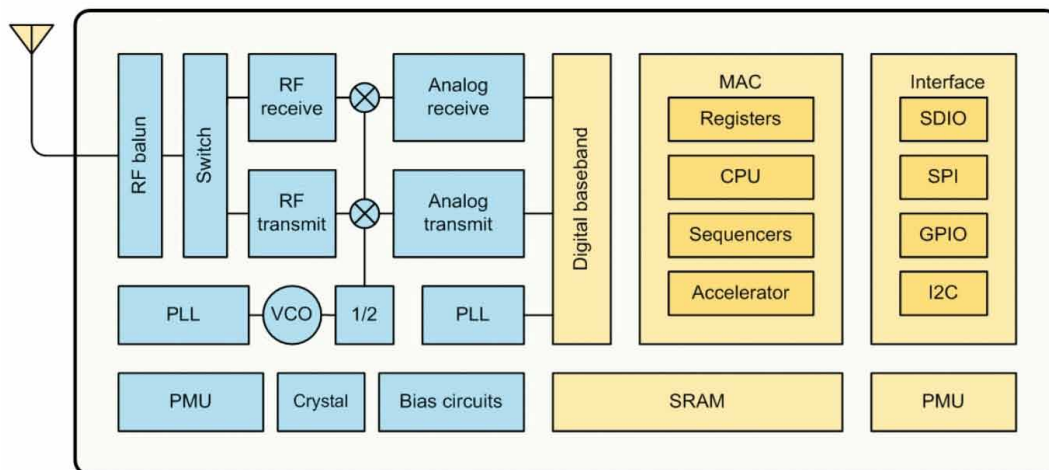 RF balun
Switch
RF
receive
Analog
receive
RF
transmit
Analog
transmit
PLL
VCO
1/2
PLL
Digital baseband
MAC
Registers
CPU
Sequencers
Accelerator
Interface
SDIO
SPI
GPIO
I2C
PMU
Crystal
Bias circuits
SRAM
PMU